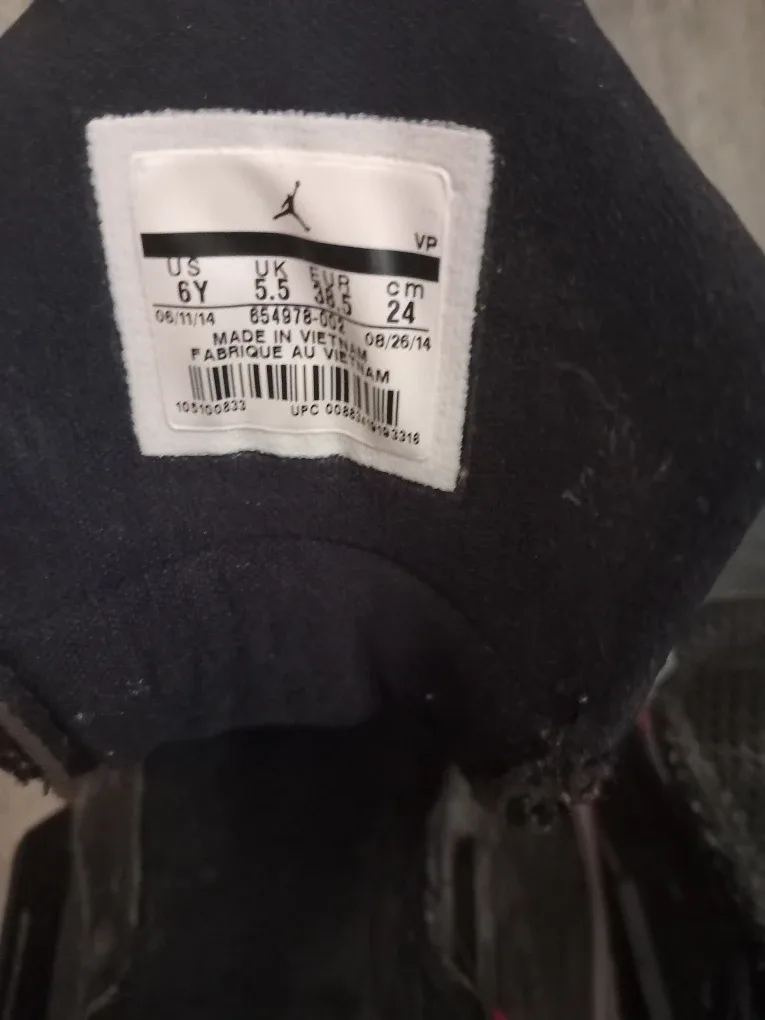 VP
US UK EUR cm
6Y 5.5 38.5 24
06/11/14 654978-002 08/26/14
MADE IN VIETNAM
FABRIQUE AU VIETNAM
105100833 UPC